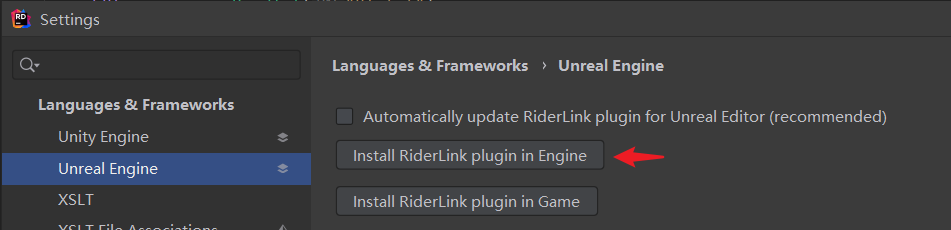 RD
Settings
Languages & Frameworks › Unreal Engine
Languages & Frameworks
Automatically update RiderLink plugin for Unreal Editor (recommended)
Unity Engine
Install RiderLink plugin in Engine
Unreal Engine
XSLT
Install RiderLink plugin in Game
XSLT File Associations